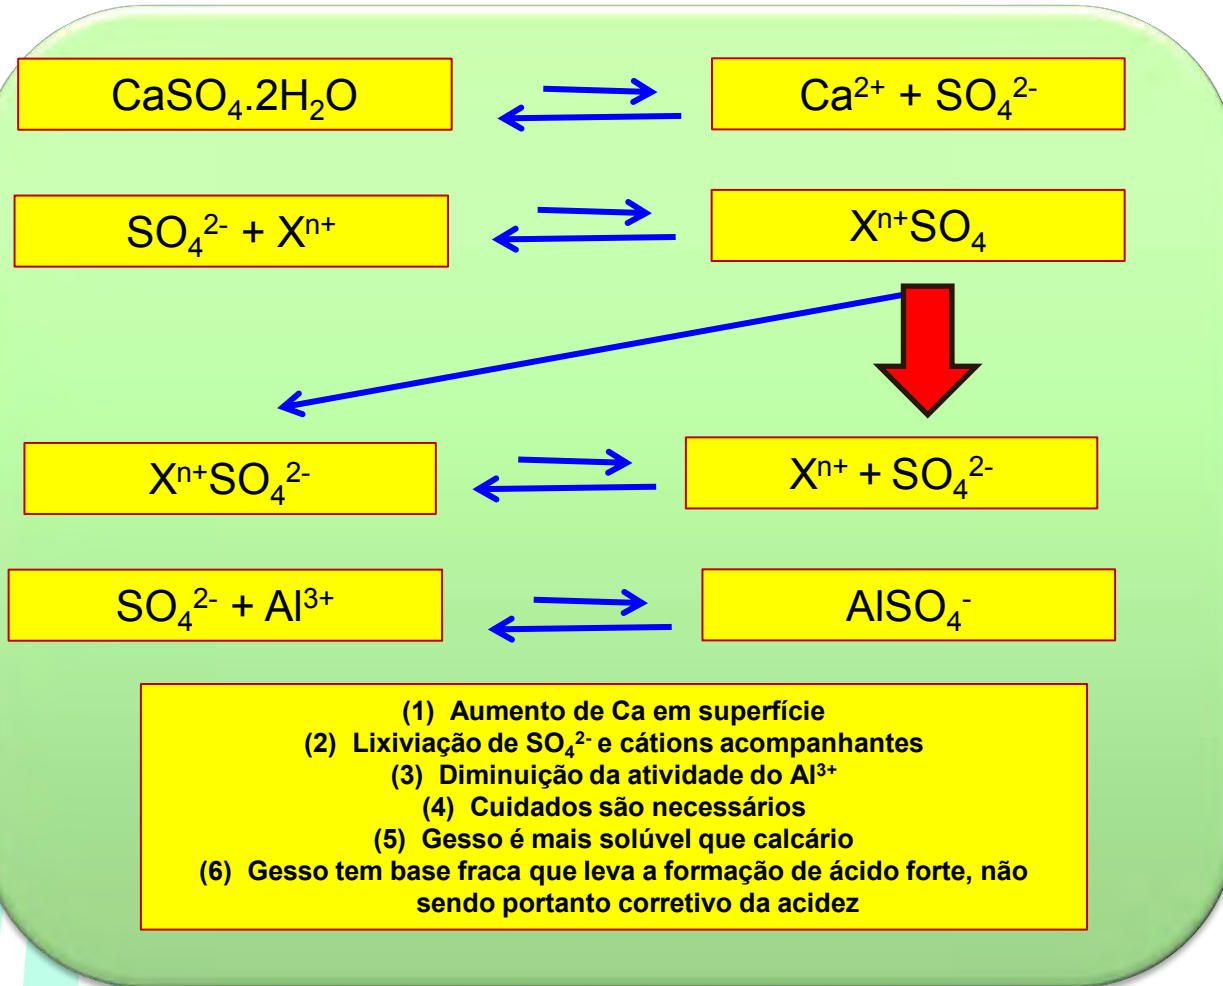 CaSO₄.2H₂O
Ca²⁺ + SO₄²⁻
SO₄²⁻ + Xⁿ⁺
Xⁿ⁺SO₄
Xⁿ⁺SO₄²⁻
Xⁿ⁺ + SO₄²⁻
SO₄²⁻ + Al³⁺
AlSO₄⁻
(1) Aumento de Ca em superfície
(2) Lixiviação de SO₄²⁻ e cátions acompanhantes
(3) Diminuição da atividade do Al³⁺
(4) Cuidados são necessários
(5) Gesso é mais solúvel que calcário
(6) Gesso tem base fraca que leva a formação de ácido forte, não
sendo portanto corretivo da acidez